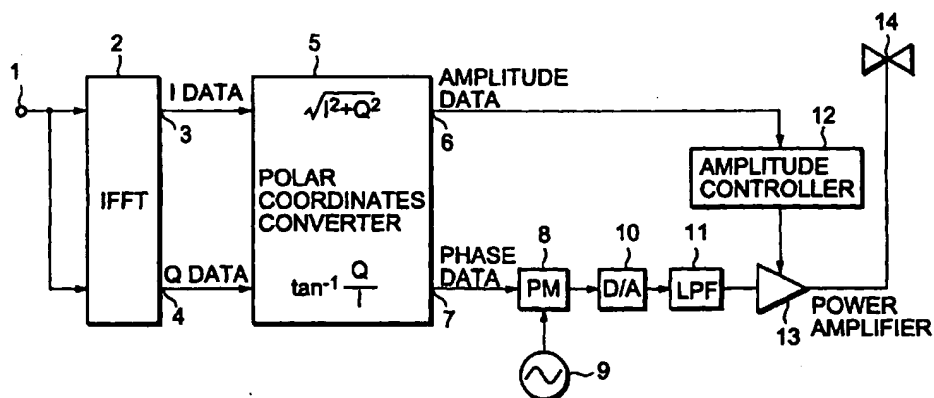 1
2
IFFT
I DATA
3
Q DATA
4
5
√I²+Q²
POLAR
COORDINATES
CONVERTER
tan⁻¹ Q/I
AMPLITUDE
DATA
6
PHASE
DATA
7
8
PM
9
10
D/A
11
LPF
12
AMPLITUDE
CONTROLLER
13
POWER
AMPLIFIER
14